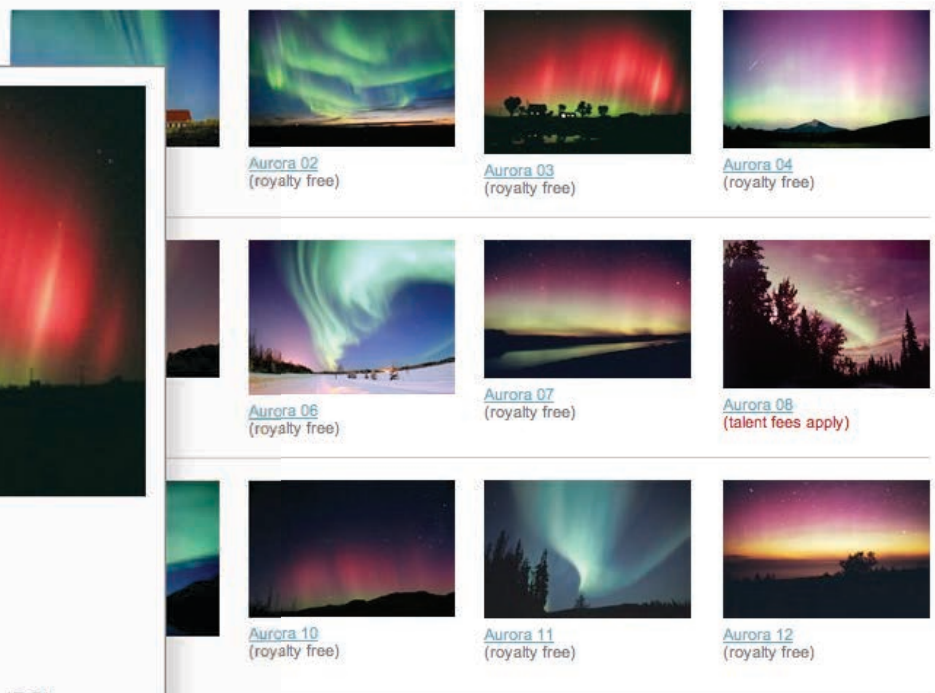 Aurora 02
(royalty free)
Aurora 03
(royalty free)
Aurora 04
(royalty free)
Aurora 06
(royalty free)
Aurora 07
(royalty free)
Aurora 08
(talent fees apply)
Aurora 10
(royalty free)
Aurora 11
(royalty free)
Aurora 12
(royalty free)